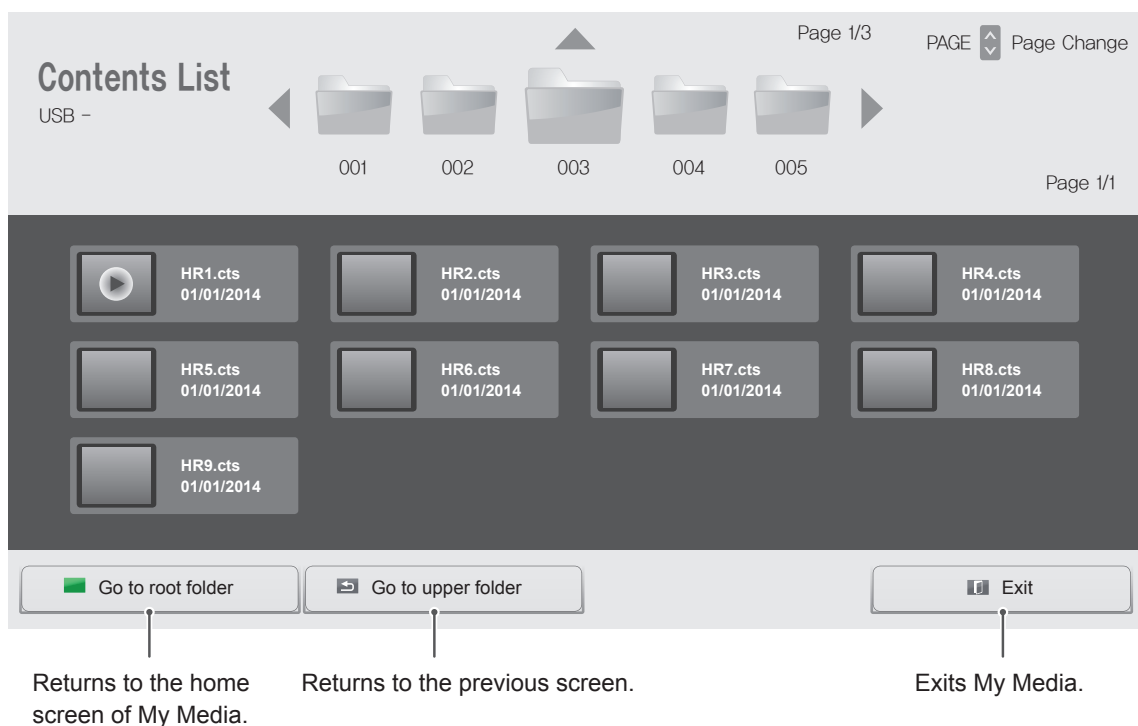 Page 1/3
PAGE Page Change
Contents List
USB -
001 002 003 004 005
Page 1/1
HR1.cts
01/01/2014
HR2.cts
01/01/2014
HR3.cts
01/01/2014
HR4.cts
01/01/2014
HR5.cts
01/01/2014
HR6.cts
01/01/2014
HR7.cts
01/01/2014
HR8.cts
01/01/2014
HR9.cts
01/01/2014
Go to root folder
Go to upper folder
Exit
Returns to the home
screen of My Media.
Returns to the previous screen.
Exits My Media.